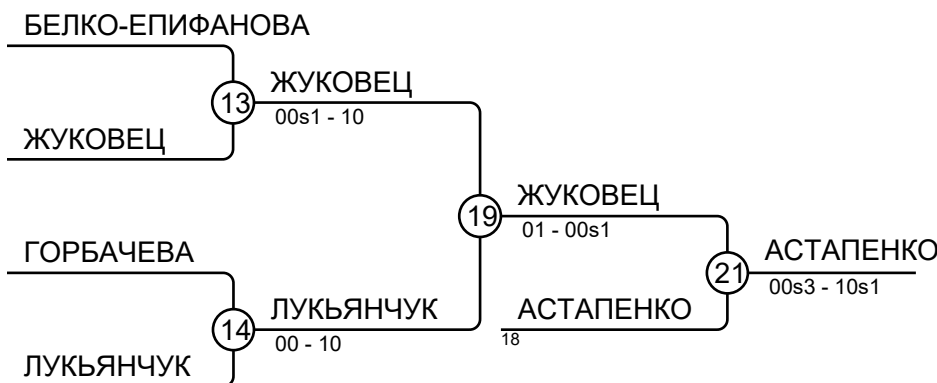 БЕЛКО-ЕПИФАНОВА
13
ЖУКОВЕЦ
00s1 - 10
ЖУКОВЕЦ
19
ЖУКОВЕЦ
01 - 00s1
ГОРБАЧЕВА
21
АСТАПЕНКО
00s3 - 10s1
14
ЛУКЬЯНЧУК
00 - 10
АСТАПЕНКО
18
ЛУКЬЯНЧУК